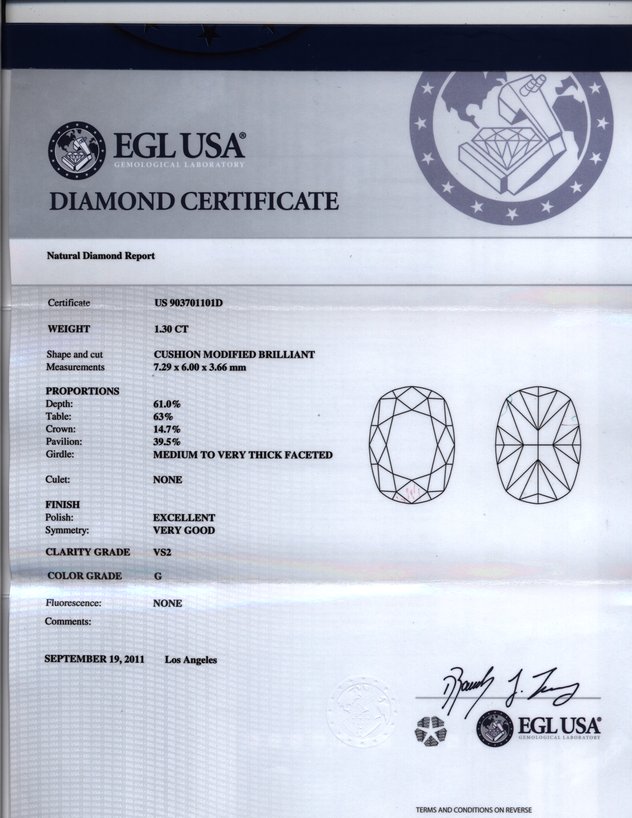 EGL USA®
GEMOLOGICAL LABORATORY
DIAMOND CERTIFICATE
Natural Diamond Report
Certificate US 903701101D
WEIGHT 1.30 CT
Shape and cut CUSHION MODIFIED BRILLIANT
Measurements 7.29 x 6.00 x 3.66 mm
PROPORTIONS
Depth: 61.0%
Table: 63%
Crown: 14.7%
Pavilion: 39.5%
Girdle: MEDIUM TO VERY THICK FACETED
Culet: NONE
FINISH
Polish: EXCELLENT
Symmetry: VERY GOOD
CLARITY GRADE VS2
COLOR GRADE G
Fluorescence: NONE
Comments:
SEPTEMBER 19, 2011 Los Angeles
EGL USA®
GEMOLOGICAL LABORATORY
TERMS AND CONDITIONS ON REVERSE